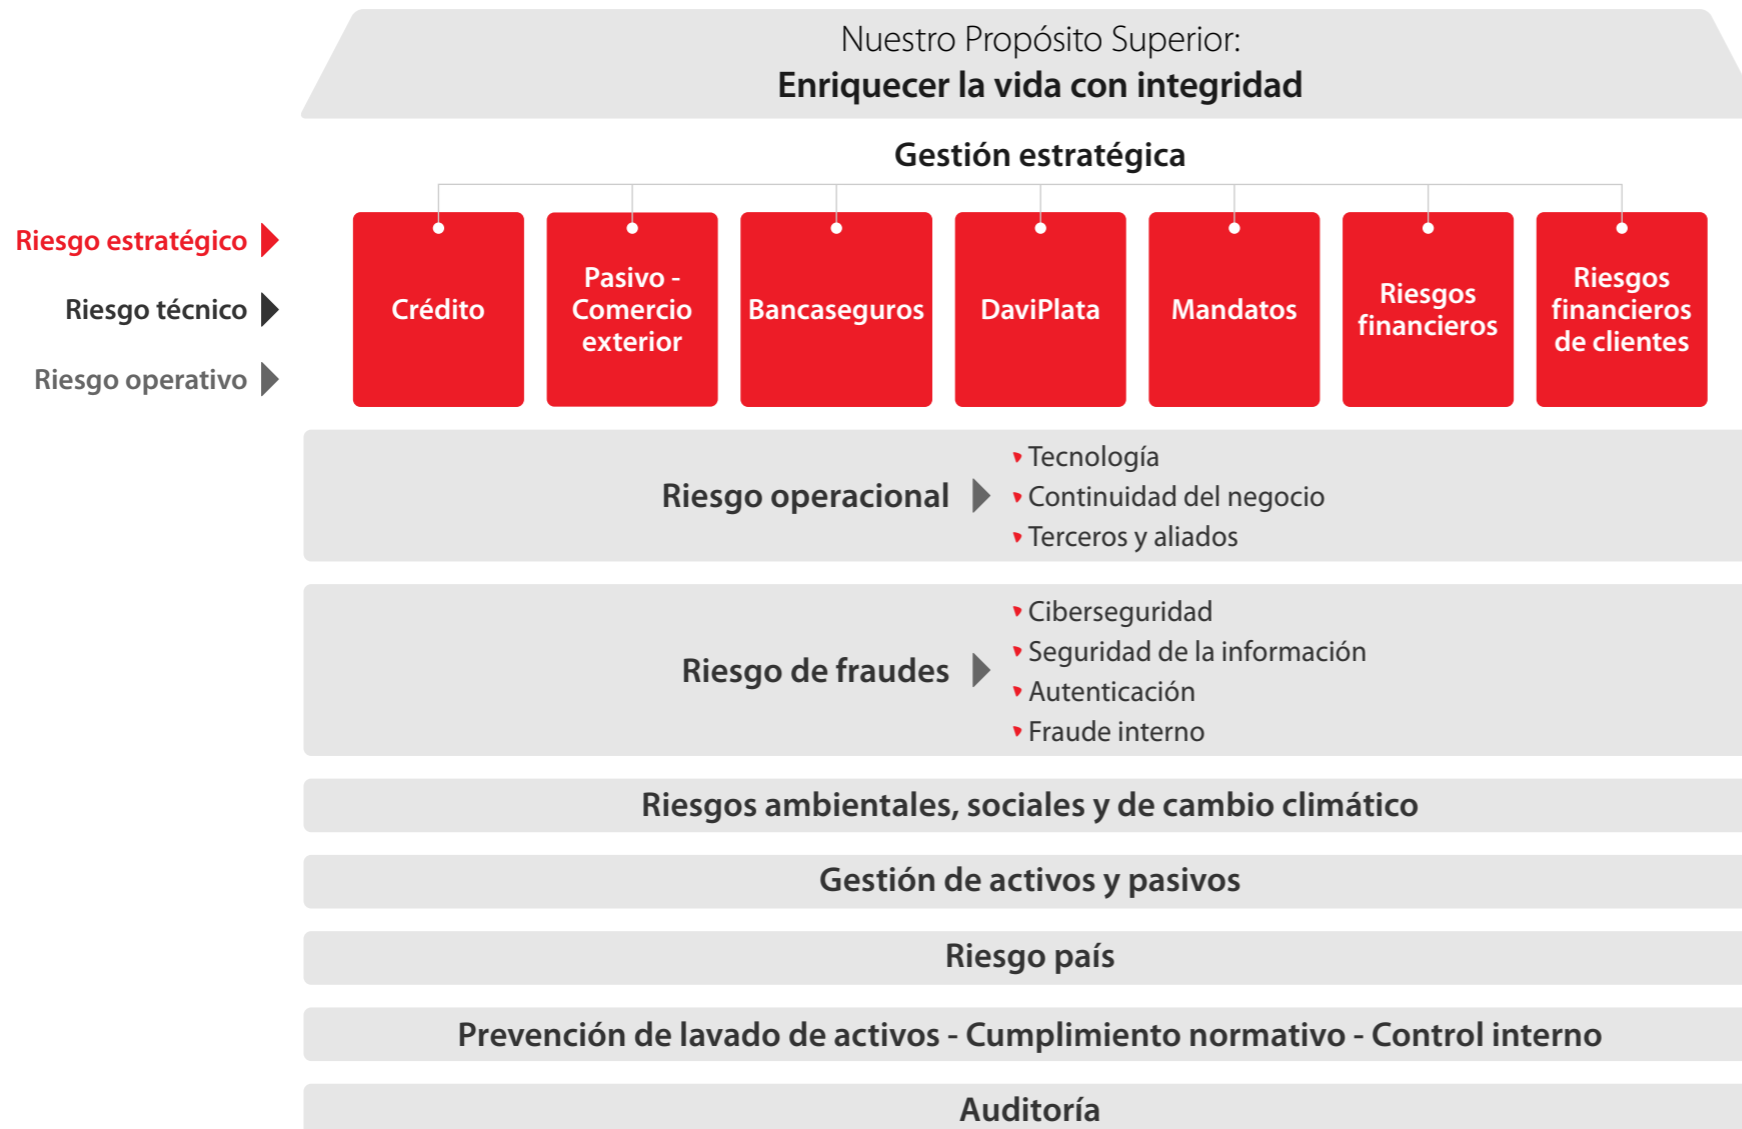 Nuestro Propósito Superior:
Enriquecer la vida con integridad
Gestión estratégica
Riesgo estratégico
Riesgo técnico
Riesgo operativo
Crédito
Pasivo -
Comercio
exterior
Bancaseguros
DaviPlata
Mandatos
Riesgos
financieros
Riesgos
financieros
de clientes
Riesgo operacional
Tecnología
Continuidad del negocio
Terceros y aliados
Riesgo de fraudes
Ciberseguridad
Seguridad de la información
Autenticación
Fraude interno
Riesgos ambientales, sociales y de cambio climático
Gestión de activos y pasivos
Riesgo país
Prevención de lavado de activos - Cumplimiento normativo - Control interno
Auditoría